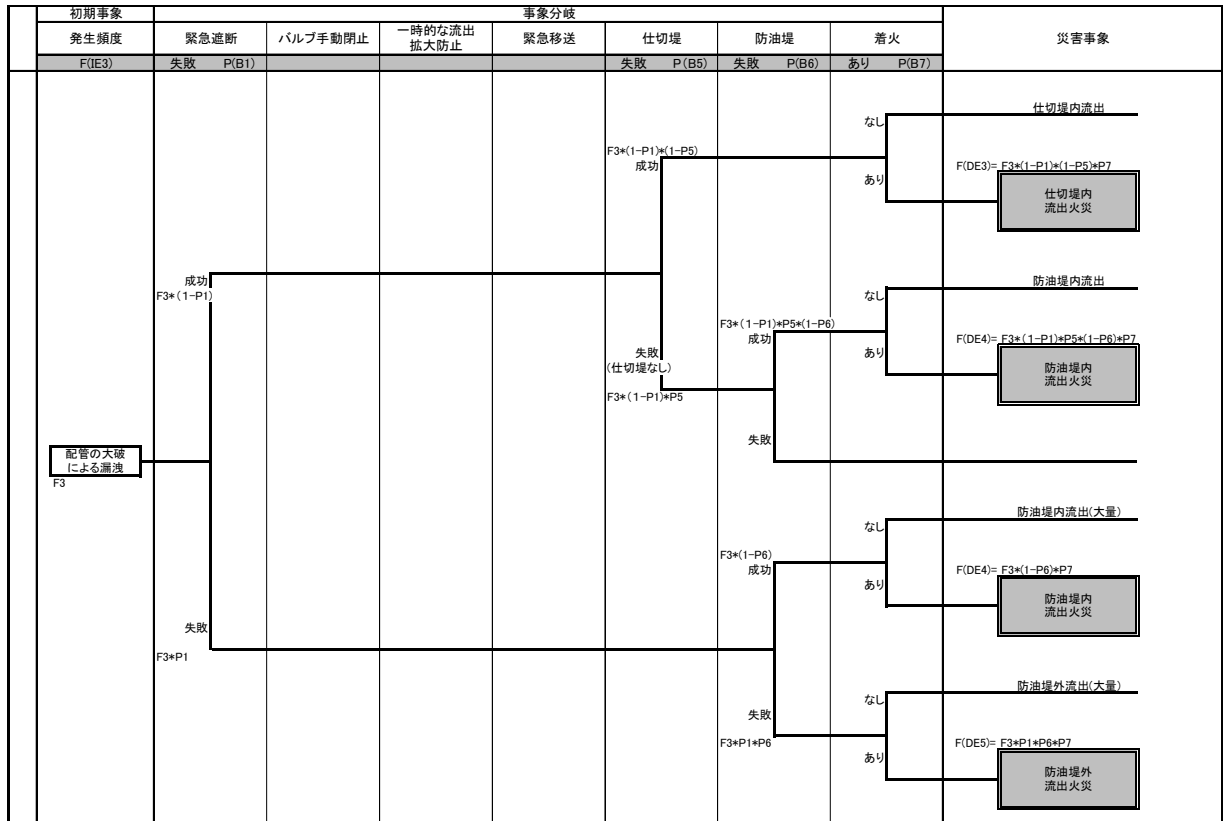 初期事象
事象分岐
発生頻度
緊急遮断
バルブ手動閉止
一時的な流出
拡大防止
緊急移送
仕切堤
防油堤
着火
災害事象
F(IE3)
失敗 P(B1)
失敗 P(B5)
失敗 P(B6)
あり P(B7)
仕切堤内流出
なし
F3*(1-P1)*(1-P5)
成功
F(DE3)= F3*(1-P1)*(1-P5)*P7
あり
仕切堤内
流出火災
成功
F3*(1-P1)
防油堤内流出
なし
F3*(1-P1)*P5*(1-P6)
成功
F(DE4)= F3*(1-P1)*P5*(1-P6)*P7
失敗
(仕切堤なし)
あり
防油堤内
流出火災
F3*(1-P1)*P5
失敗
配管の大破
による漏洩
F3
防油堤内流出(大量)
なし
F3*(1-P6)
成功
F(DE4)= F3*(1-P6)*P7
あり
防油堤内
流出火災
失敗
F3*P1
防油堤外流出(大量)
なし
失敗
F3*P1*P6
F(DE5)= F3*P1*P6*P7
あり
防油堤外
流出火災